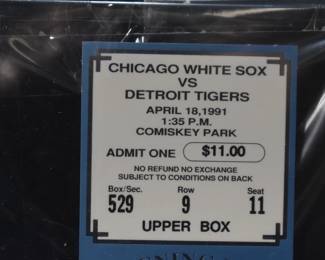 CHICAGO WHITE SOX
VS
DETROIT TIGERS
APRIL 18,1991
1:35 P.M.
COMISKEY PARK
ADMIT ONE $11.00
NO REFUND NO EXCHANGE
SUBJECT TO CONDITIONS ON BACK
Box/Sec. Row Seat
529 9 11
UPPER BOX